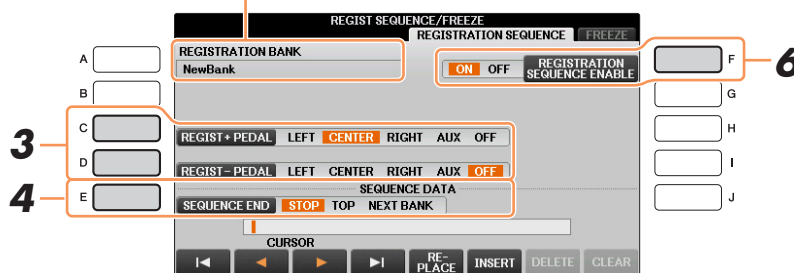 REGIST SEQUENCE/FREEZE
REGISTRATION SEQUENCE FREEZE
REGISTRATION BANK
NewBank
ON OFF REGISTRATION SEQUENCE ENABLE
A
F
6
B
G
C
H
3
REGIST + PEDAL LEFT CENTER RIGHT AUX OFF
D
I
REGIST - PEDAL LEFT CENTER RIGHT AUX OFF
SEQUENCE DATA
4
E
J
SEQUENCE END STOP TOP NEXT BANK
CURSOR
RE-PLACE INSERT DELETE CLEAR